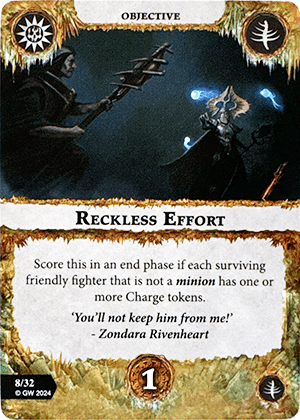 OBJECTIVE
RECKLESS EFFORT
Score this in an end phase if each surviving
friendly fighter that is not a minion has one or
more Charge tokens.
‘You’ll not keep him from me!’
- Zondara Rivenheart
8/32
© GW 2024
1